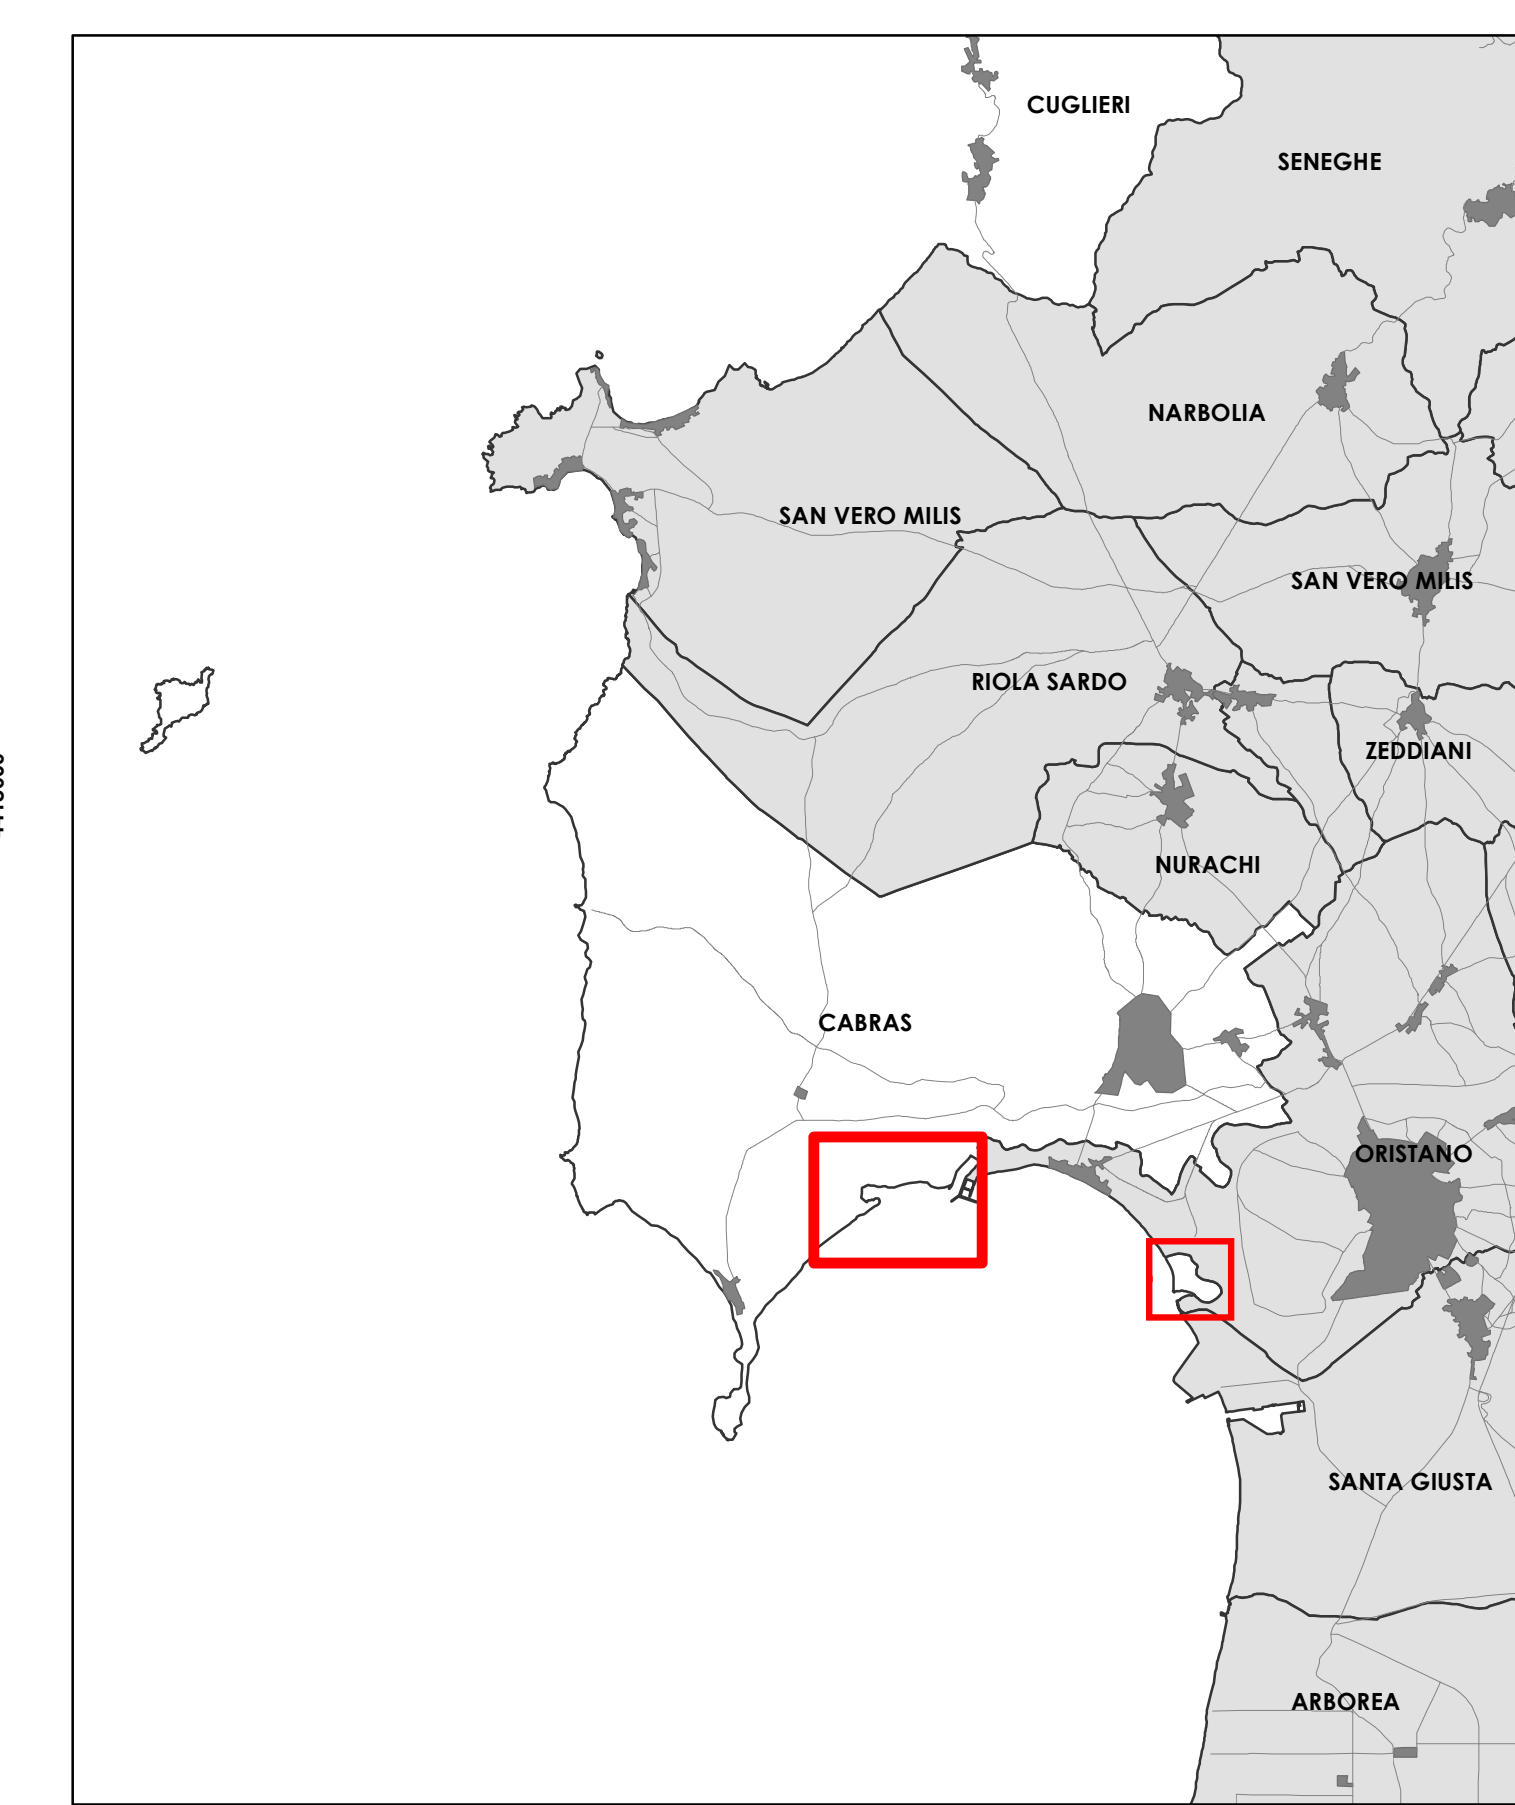 CUGLIERI
SENEGHE
NARBOLIA
SAN VERO MILIS
SAN VERO MILIS
RIOLA SARDO
ZEDDIANI
NURACHI
CABRAS
ORISTANO
SANTA GIUSTA
ARBOREA